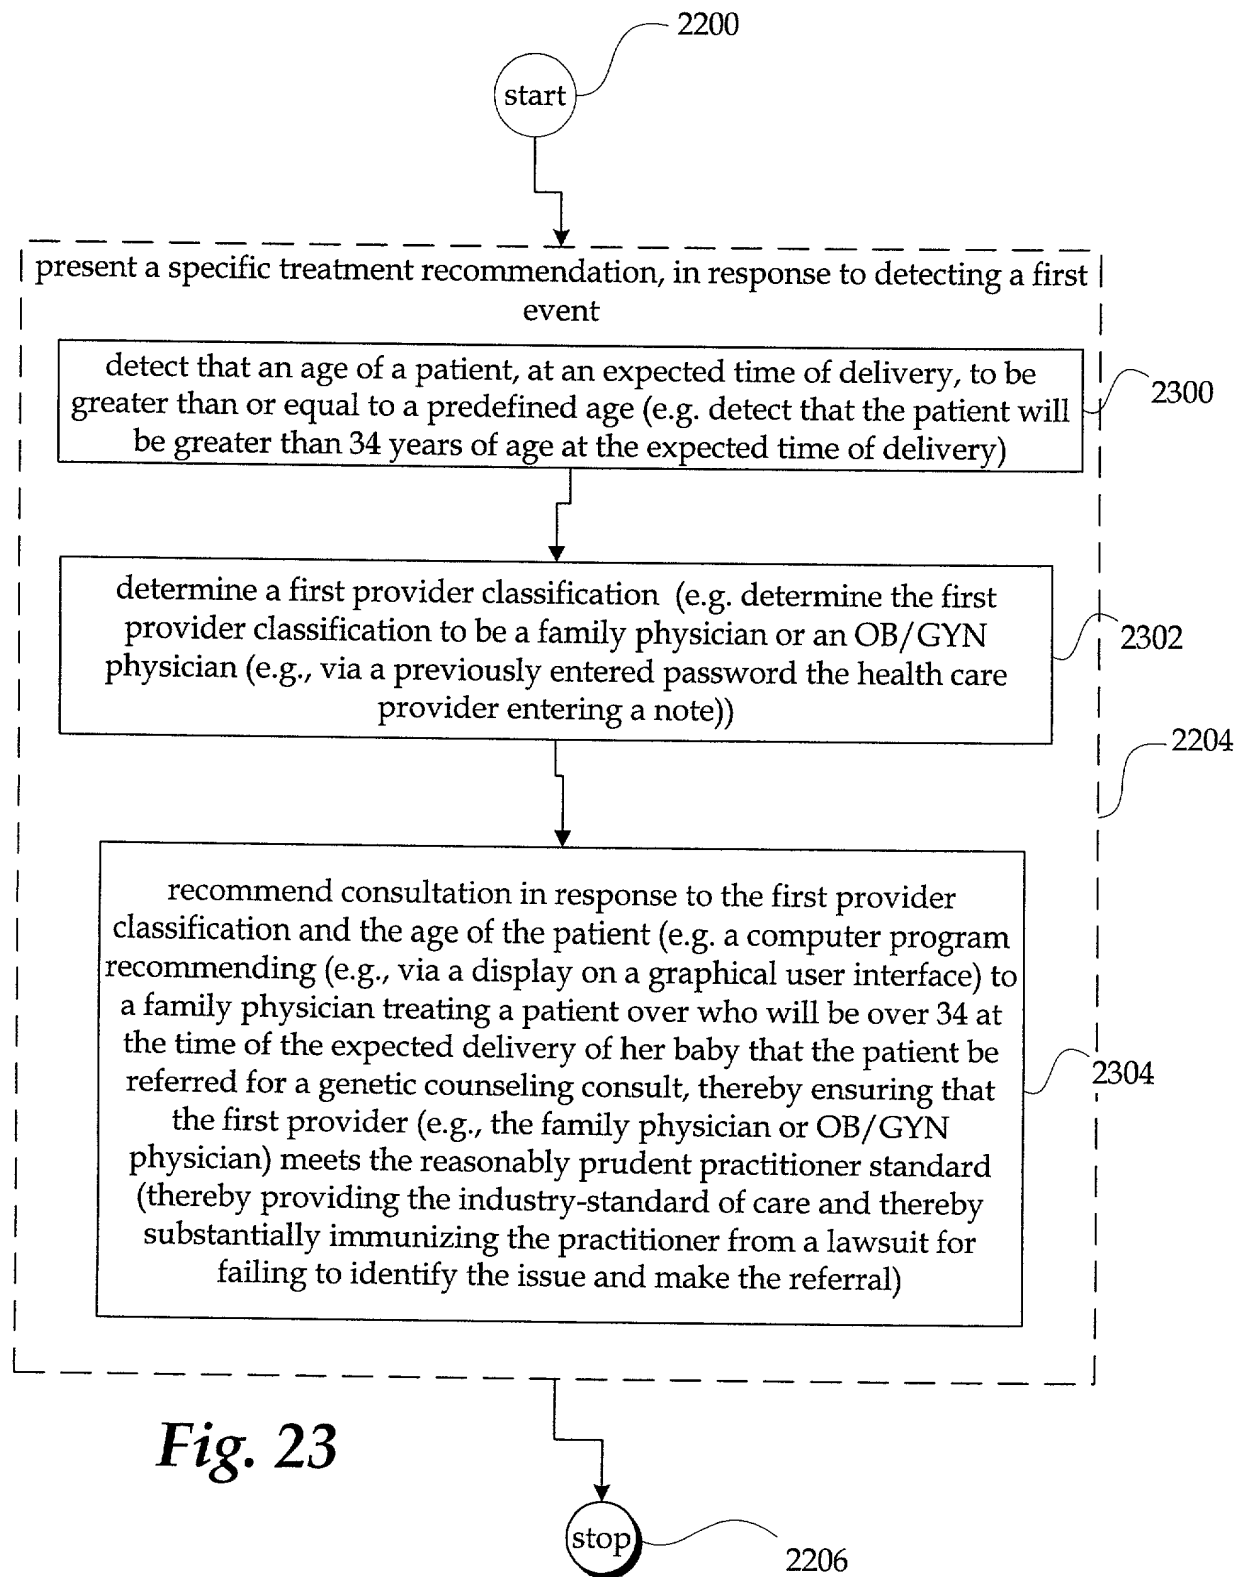 2200
start
present a specific treatment recommendation, in response to detecting a first
event
detect that an age of a patient, at an expected time of delivery, to be
greater than or equal to a predefined age (e.g. detect that the patient will
be greater than 34 years of age at the expected time of delivery)
2300
determine a first provider classification (e.g. determine the first
provider classification to be a family physician or an OB/GYN
physician (e.g., via a previously entered password the health care
provider entering a note))
2302
2204
recommend consultation in response to the first provider
classification and the age of the patient (e.g. a computer program
recommending (e.g., via a display on a graphical user interface) to
a family physician treating a patient over who will be over 34 at
the time of the expected delivery of her baby that the patient be
referred for a genetic counseling consult, thereby ensuring that
the first provider (e.g., the family physician or OB/GYN
physician) meets the reasonably prudent practitioner standard
(thereby providing the industry-standard of care and thereby
substantially immunizing the practitioner from a lawsuit for
failing to identify the issue and make the referral)
2304
Fig. 23
stop
2206